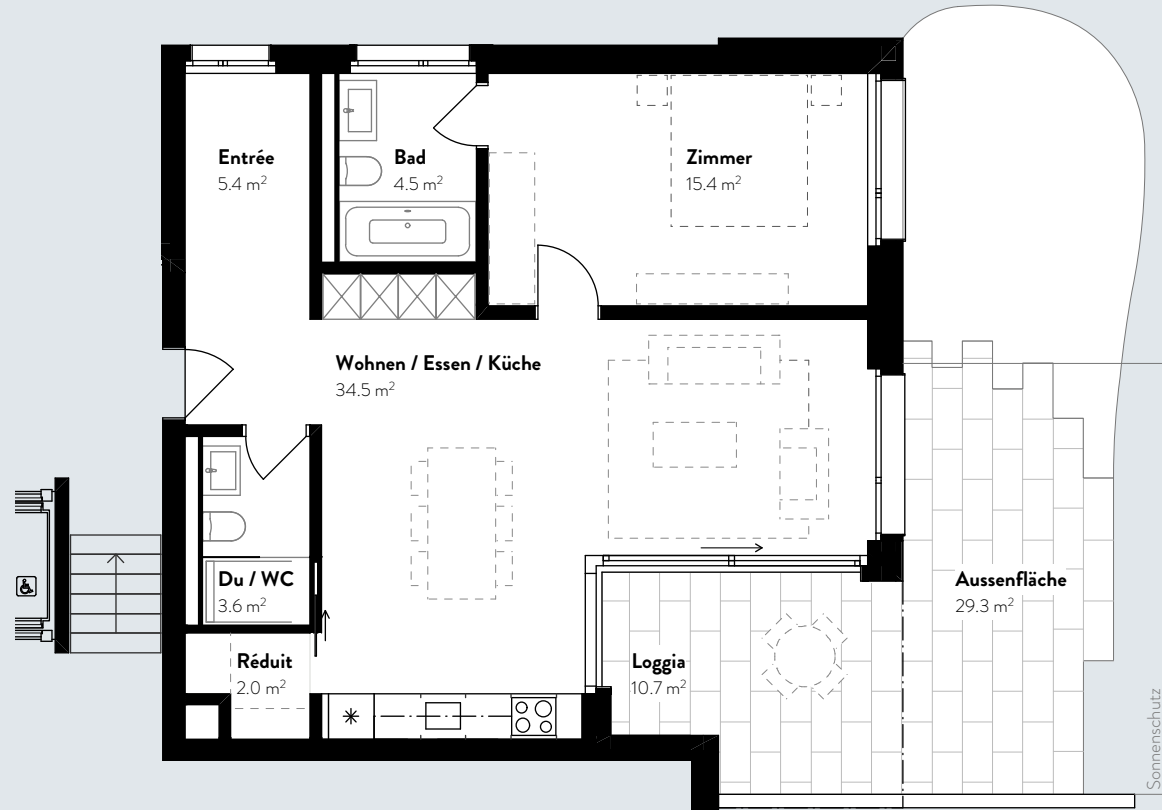 Entrée
5.4 m²
Bad
4.5 m²
Zimmer
15.4 m²
Wohnen / Essen / Küche
34.5 m²
Du / WC
3.6 m²
Réduit
2.0 m²
Loggia
10.7 m²
Aussenfläche
29.3 m²
Sonnenschutz